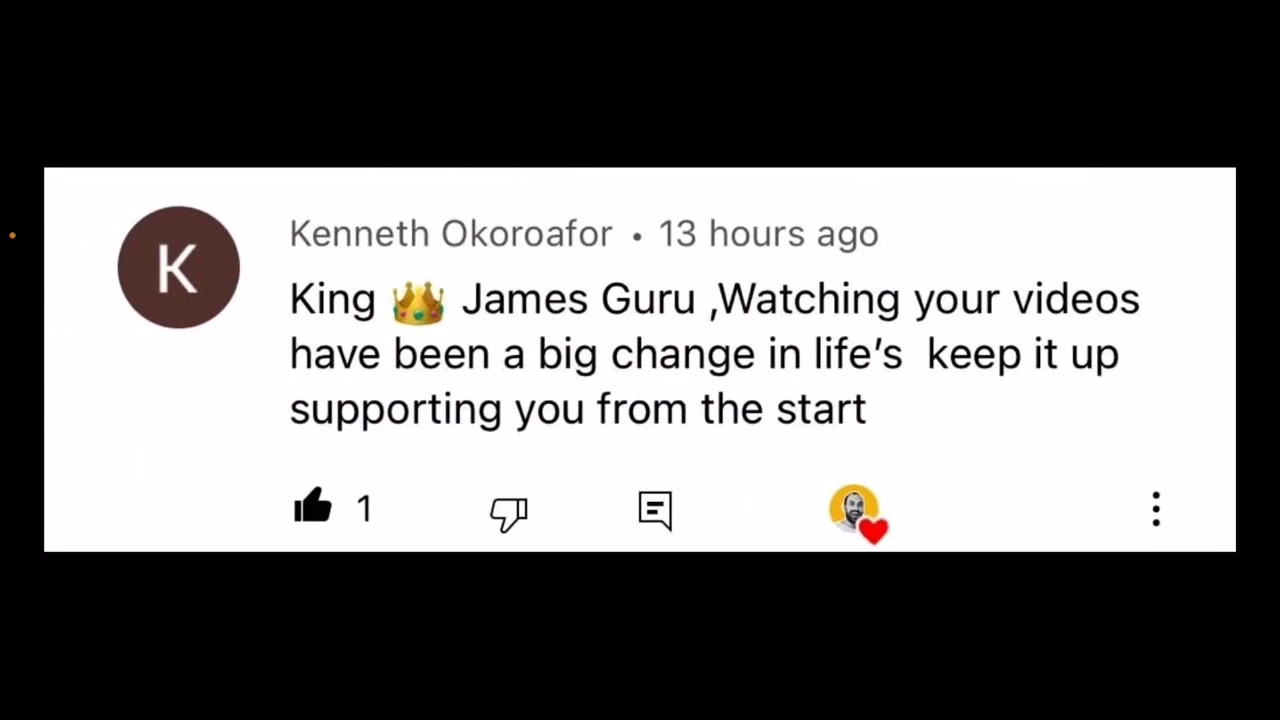 K
Kenneth Okoroafor • 13 hours ago
King 👑 James Guru ,Watching your videos
have been a big change in life’s  keep it up
supporting you from the start
1